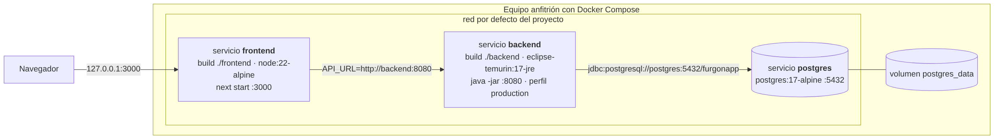 Equipo anfitrión con Docker Compose
red por defecto del proyecto
Navegador
127.0.0.1:3000
servicio frontend
build ./frontend · node:22-
alpine
next start :3000
API_URL=http://backend:8080
servicio backend
build ./backend · eclipse-
temurin:17-jre
java -jar :8080 · perfil
production
jdbc:postgresql://postgres:5432/furgonapp
servicio postgres
postgres:17-alpine :5432
volumen postgres_data